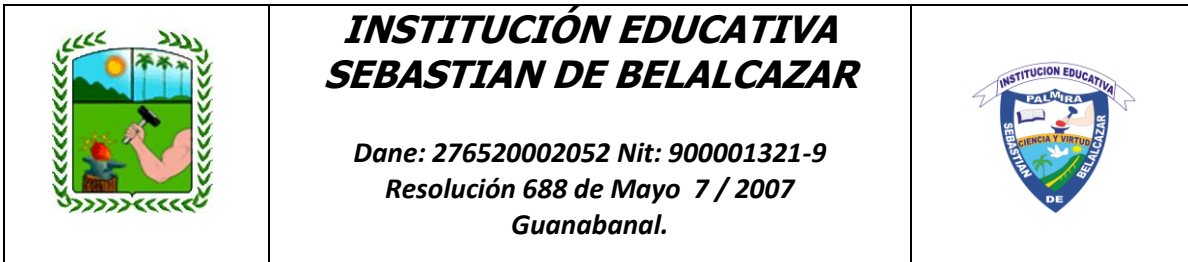 INSTITUCIÓN EDUCATIVA
SEBASTIAN DE BELALCAZAR
Dane: 276520002052 Nit: 900001321-9
Resolución 688 de Mayo 7 / 2007
Guanabanal.
INSTITUCION EDUCATIVA
PALMIRA
CIENCIA Y VIRTUD
SEBASTIAN
DE
BELALCAZAR